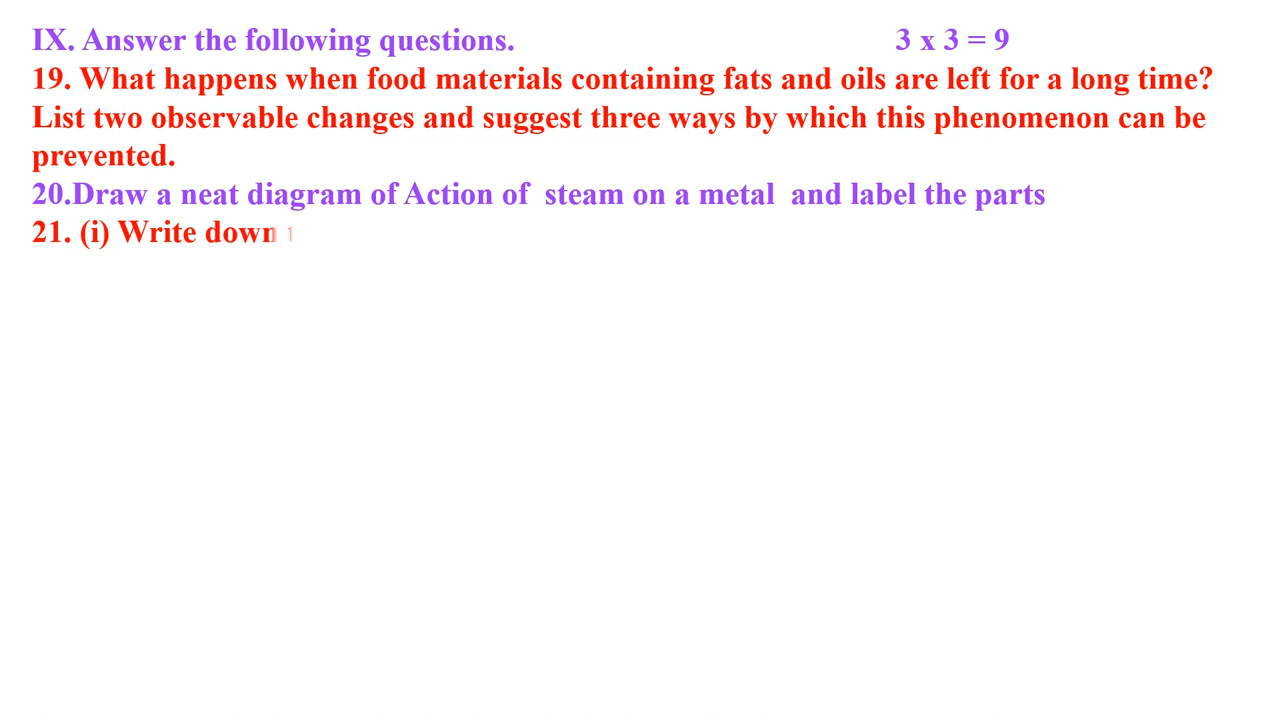 IX. Answer the following questions. 3 x 3 = 9
19. What happens when food materials containing fats and oils are left for a long time?
List two observable changes and suggest three ways by which this phenomenon can be
prevented.
20.Draw a neat diagram of Action of steam on a metal and label the parts
21. (i) Write down